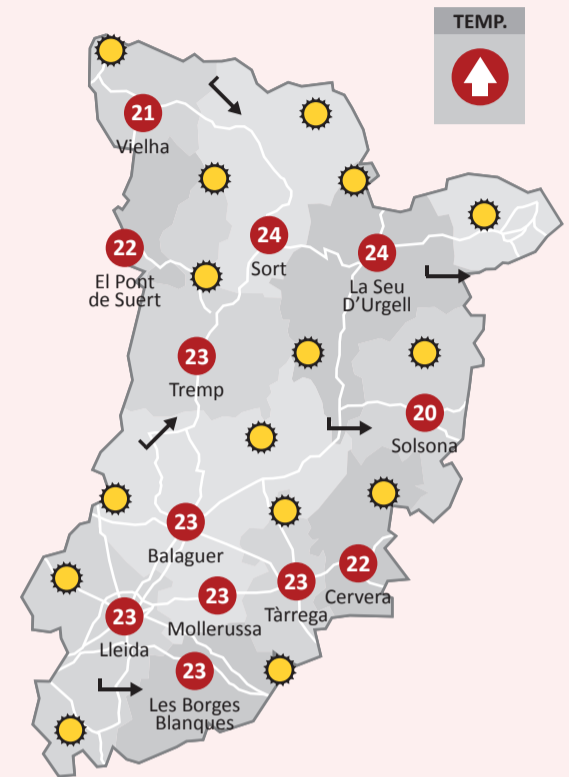 TEMP.
21
Vielha
22
El Pont
de Suert
24
Sort
24
La Seu
D'Urgell
23
Tremp
20
Solsona
23
Balaguer
22
Cervera
23
Tàrrega
23
Mollerussa
23
Lleida
23
Les Borges
Blanques